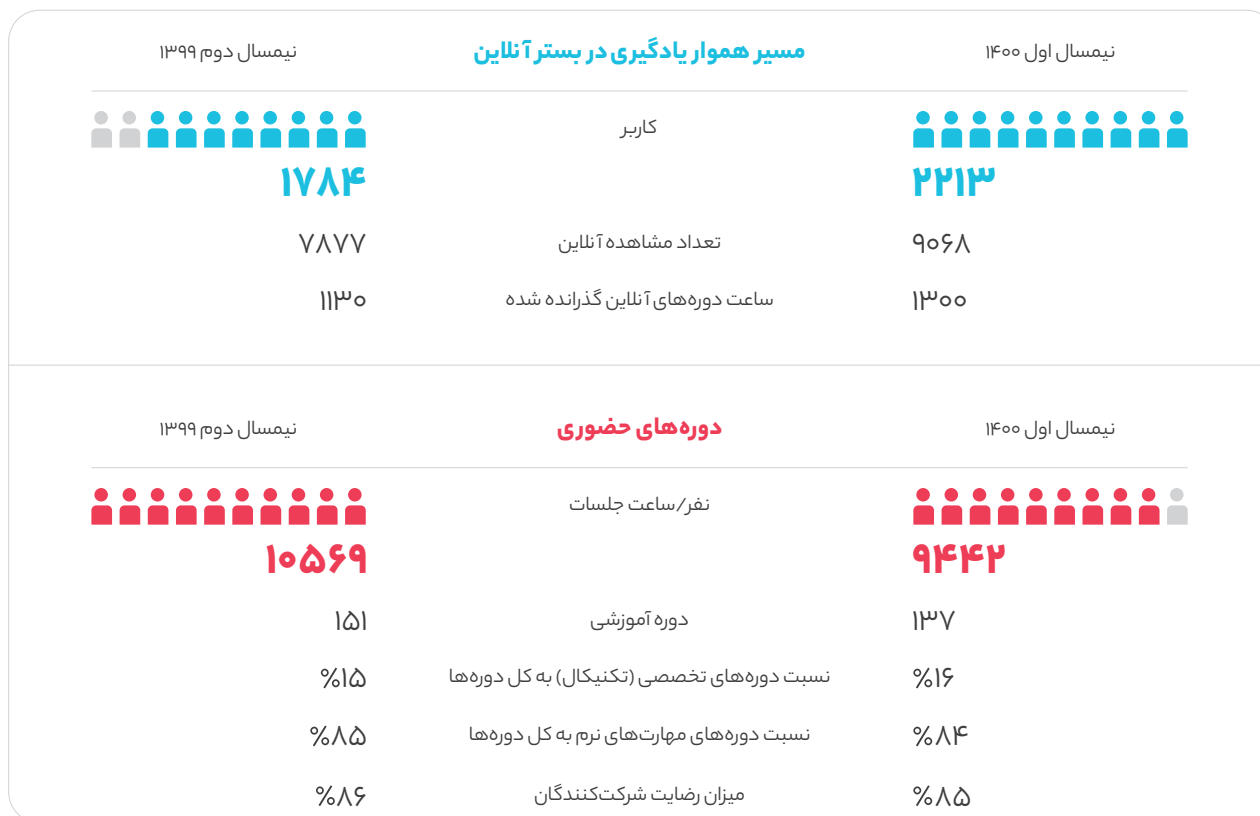 نیمسال اول ۱۴۰۰ مسیر هموار یادگیری در بستر آنلاین نیمسال دوم ۱۳۹۹
کاربر
۲۲۱۳ ۱۷۸۴
۹۰۶۸ تعداد مشاهده آنلاین ۷۸۷۷
۱۳۰۰ ساعت دوره‌های آنلاین گذرانده شده ۱۱۳۰
نیمسال اول ۱۴۰۰ دوره‌های حضوری نیمسال دوم ۱۳۹۹
نفر/ساعت جلسات
۹۴۴۲ ۱۰۵۶۹
۱۳۷ دوره آموزشی ۱۵۱
%۱۶ نسبت دوره‌های تخصصی (تکنیکال) به کل دوره‌ها %۱۵
%۸۴ نسبت دوره‌های مهارت‌های نرم به کل دوره‌ها %۸۵
%۸۵ میزان رضایت شرکت‌کنندگان %۸۶